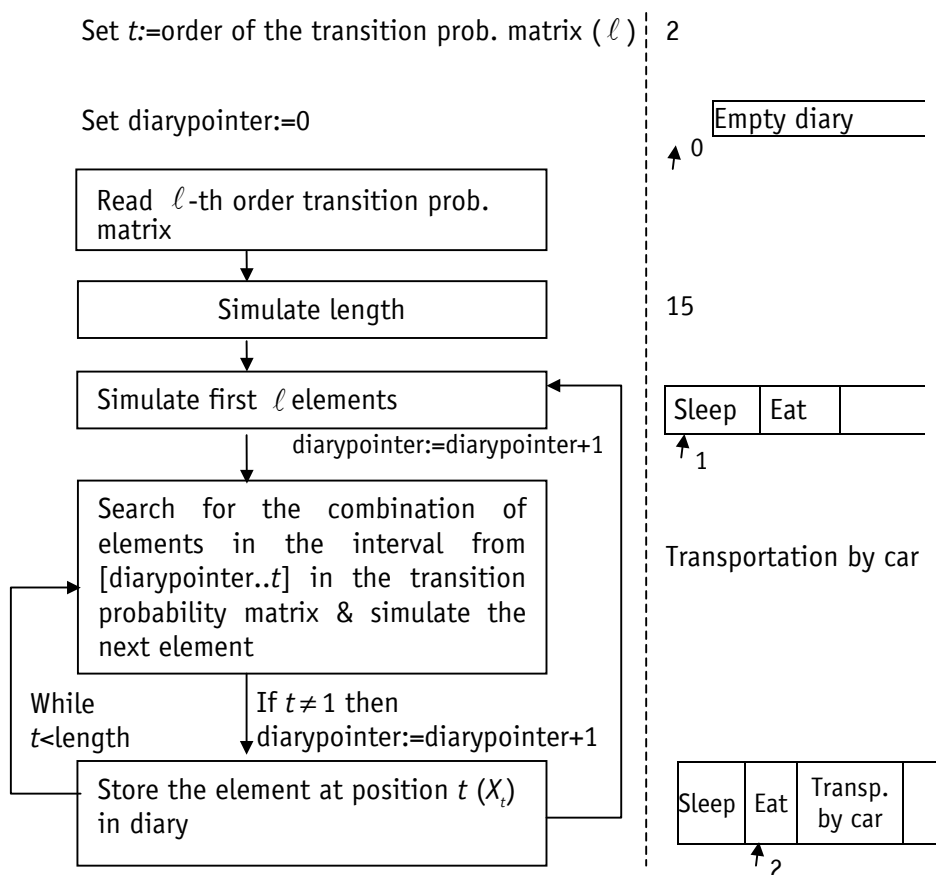 Set t:=order of the transition prob. matrix ( ℓ ) 2
Set diarypointer:=0
Empty diary
0
Read ℓ-th order transition prob.
matrix
Simulate length
15
Simulate first ℓ elements
Sleep Eat
diarypointer:=diarypointer+1
1
Search for the combination of
elements in the interval from
[diarypointer..t] in the transition
probability matrix & simulate the
next element
Transportation by car
While
t<length
If t≠1 then
diarypointer:=diarypointer+1
Store the element at position t (Xₜ)
in diary
Sleep Eat Transp.
by car
2